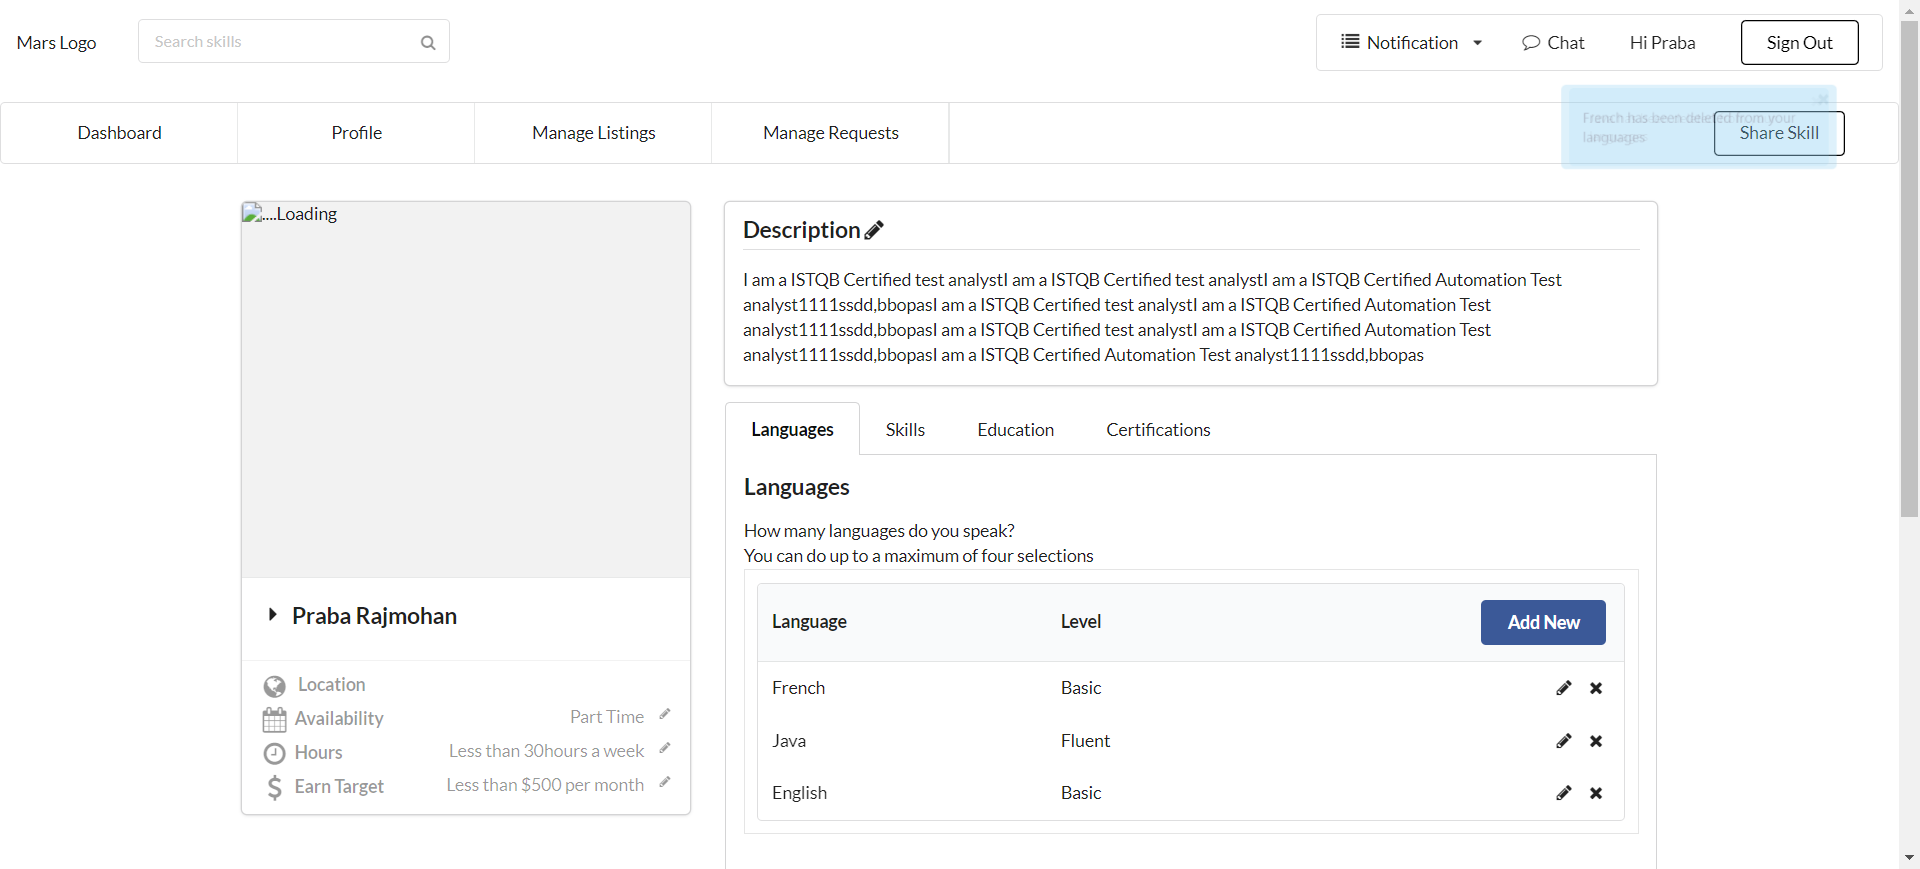 Mars Logo
Search skills
Notification
Chat
Hi Praba
Sign Out
Dashboard
Profile
Manage Listings
Manage Requests
French has been deleted from your
languages
Share Skill
....Loading
Praba Rajmohan
Location
Availability
Part Time
Hours
Less than 30hours a week
Earn Target
Less than $500 per month
Description
I am a ISTQB Certified test analystI am a ISTQB Certified test analystI am a ISTQB Certified Automation Test
analyst1111ssdd,bbopasI am a ISTQB Certified test analystI am a ISTQB Certified Automation Test
analyst1111ssdd,bbopasI am a ISTQB Certified test analystI am a ISTQB Certified Automation Test
analyst1111ssdd,bbopasI am a ISTQB Certified Automation Test analyst1111ssdd,bbopas
Languages
Skills
Education
Certifications
Languages
How many languages do you speak?
You can do up to a maximum of four selections
Language
Level
Add New
French
Basic
Java
Fluent
English
Basic